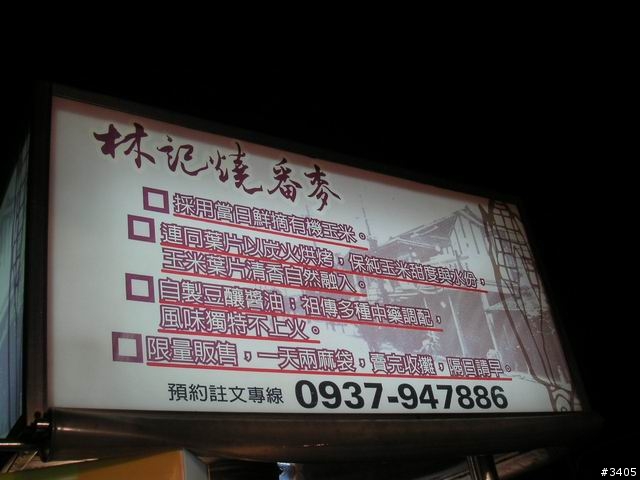 林記燒番麥
採用當日鮮摘有機玉米。
連同葉片以炭火烘烤,保純玉米甜度與水份,
玉米葉片清香自然融入。
自製豆釀醬油;祖傳多種中藥調配,
風味獨特不上火。
限量販售,一天兩麻袋,賣完收攤,隔日請早。
預約註文專線 0937-947886
#3405